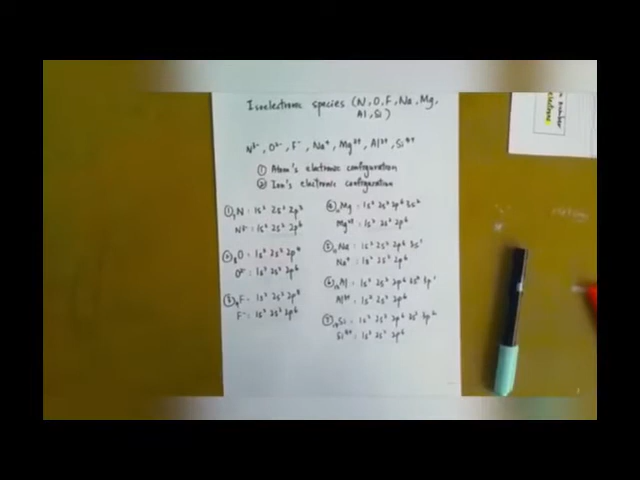 Isoelectronic species (N, O, F, Na, Mg,
Al, Si)
N³⁻, O²⁻, F⁻, Na⁺, Mg²⁺, Al³⁺, Si⁴⁺
① Atom's electronic configuration
② Ion's electronic configuration
① ₇N = 1s² 2s² 2p³
N³⁻ = 1s² 2s² 2p⁶
② ₈O = 1s² 2s² 2p⁴
O²⁻ = 1s² 2s² 2p⁶
③ ₉F = 1s² 2s² 2p⁵
F⁻ = 1s² 2s² 2p⁶
④ ₁₂Mg = 1s² 2s² 2p⁶ 3s²
Mg²⁺ = 1s² 2s² 2p⁶
⑤ ₁₁Na = 1s² 2s² 2p⁶ 3s¹
Na⁺ = 1s² 2s² 2p⁶
⑥ ₁₃Al = 1s² 2s² 2p⁶ 3s² 3p¹
Al³⁺ = 1s² 2s² 2p⁶
⑦ ₁₄Si = 1s² 2s² 2p⁶ 3s² 3p²
Si⁴⁺ = 1s² 2s² 2p⁶